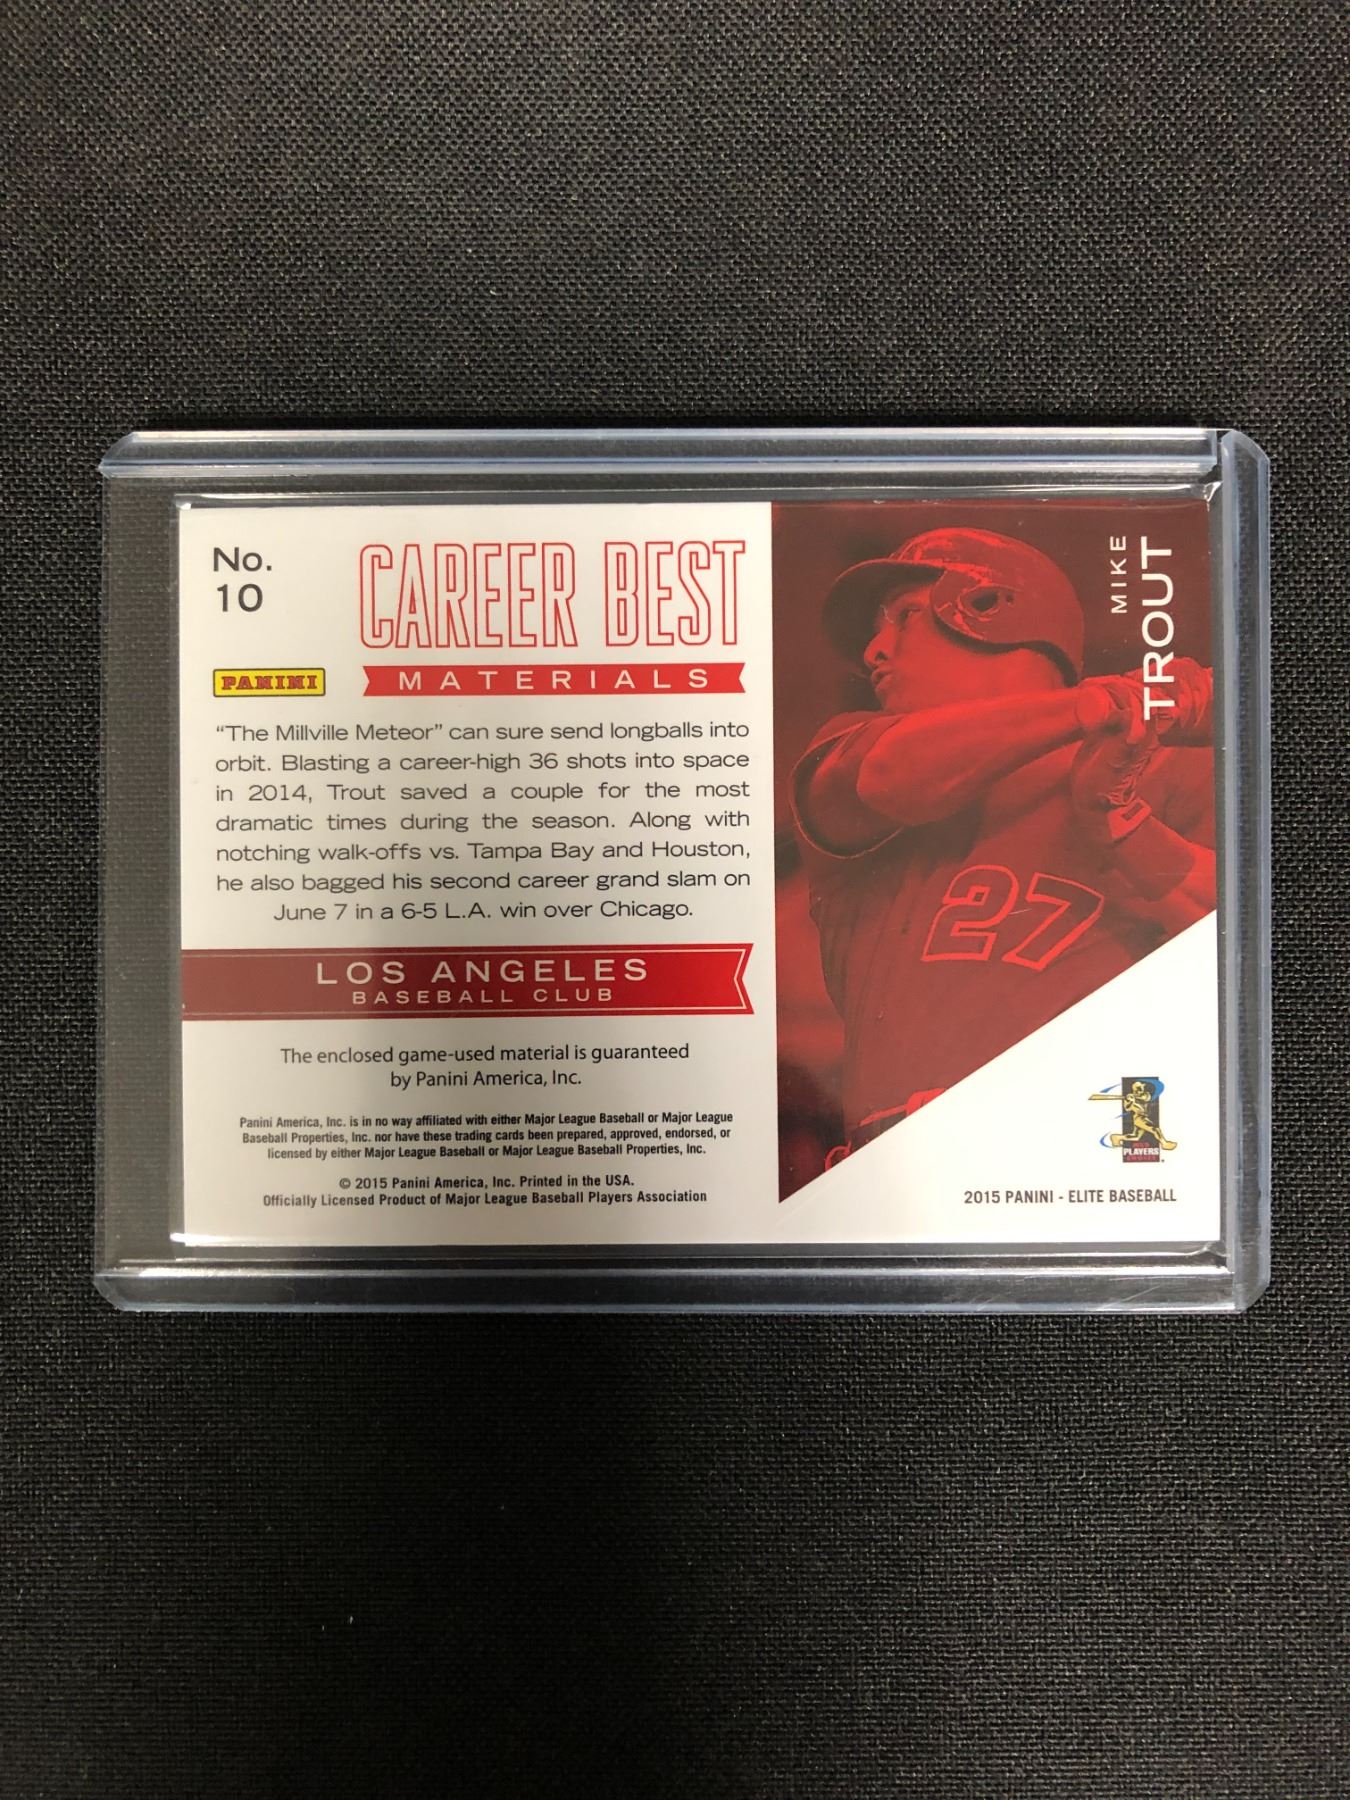 No.
10
CAREER BEST
MATERIALS
PANINI
“The Millville Meteor” can sure send longballs into
orbit. Blasting a career-high 36 shots into space
in 2014, Trout saved a couple for the most
dramatic times during the season. Along with
notching walk-offs vs. Tampa Bay and Houston,
he also bagged his second career grand slam on
June 7 in a 6-5 L.A. win over Chicago.
LOS ANGELES
BASEBALL CLUB
The enclosed game-used material is guaranteed
by Panini America, Inc.
Panini America, Inc. is in no way affiliated with either Major League Baseball or Major League
Baseball Properties, Inc. nor have these trading cards been prepared, approved, endorsed, or
licensed by either Major League Baseball or Major League Baseball Properties, Inc.
© 2015 Panini America, Inc. Printed in the USA.
Officially Licensed Product of Major League Baseball Players Association
MIKE
TROUT
27
PLAYERS
2015 PANINI - ELITE BASEBALL